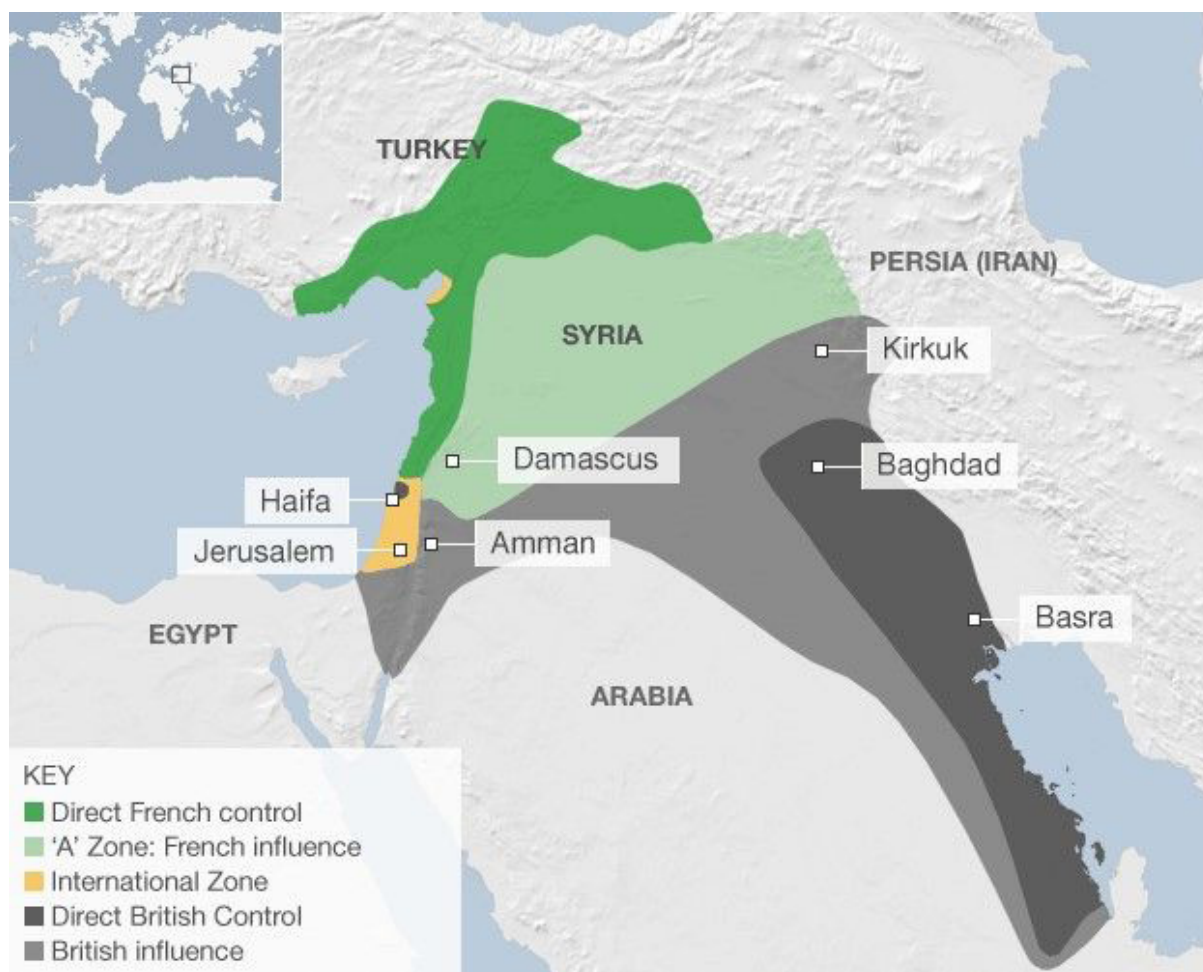 TURKEY
PERSIA (IRAN)
SYRIA
Kirkuk
Damascus
Baghdad
Haifa
Jerusalem
Amman
Basra
EGYPT
ARABIA
KEY
Direct French control
'A' Zone: French influence
International Zone
Direct British Control
British influence